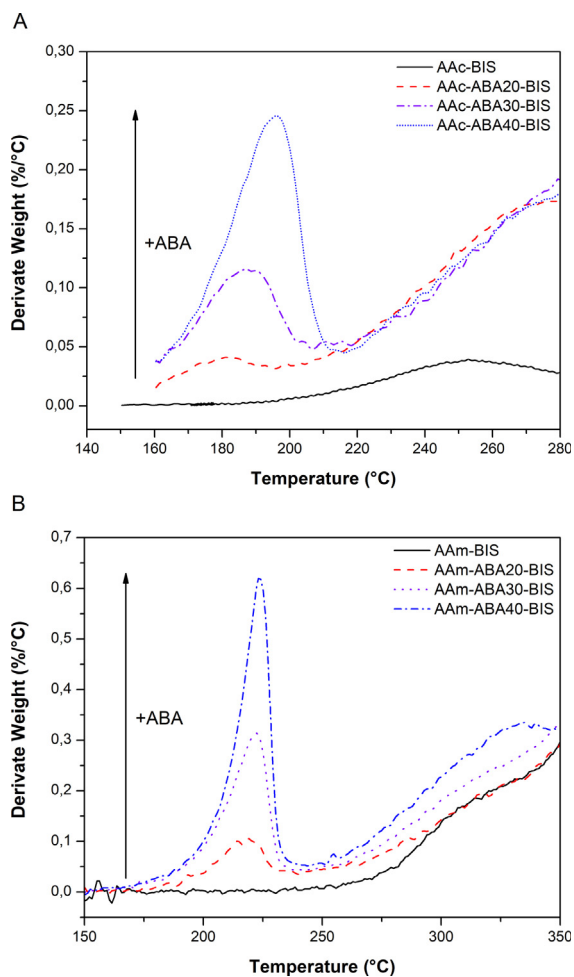 A
0,30
0,25
0,20
0,15
0,10
0,05
0,00
Derivate Weight (%/°C)
+ABA
AAc-BIS
AAc-ABA20-BIS
AAc-ABA30-BIS
AAc-ABA40-BIS
140 160 180 200 220 240 260 280
Temperature (°C)
B
0,7
0,6
0,5
0,4
0,3
0,2
0,1
0,0
Derivate Weight (%/°C)
+ABA
AAm-BIS
AAm-ABA20-BIS
AAm-ABA30-BIS
AAm-ABA40-BIS
150 200 250 300 350
Temperature (°C)